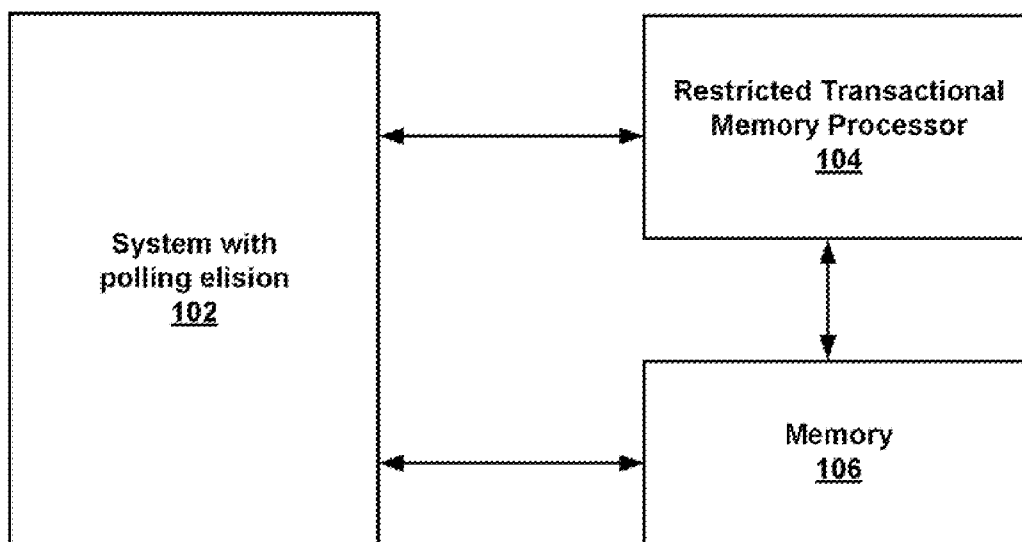 System with
polling elision
102
Restricted Transactional
Memory Processor
104
Memory
106